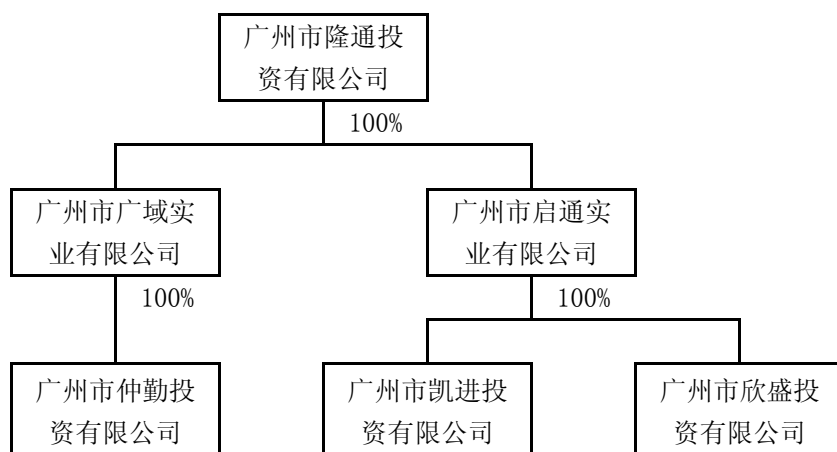 广州市隆通投
资有限公司
100%
广州市广域实
业有限公司
广州市启通实
业有限公司
100%
100%
广州市仲勤投
资有限公司
广州市凯进投
资有限公司
广州市欣盛投
资有限公司